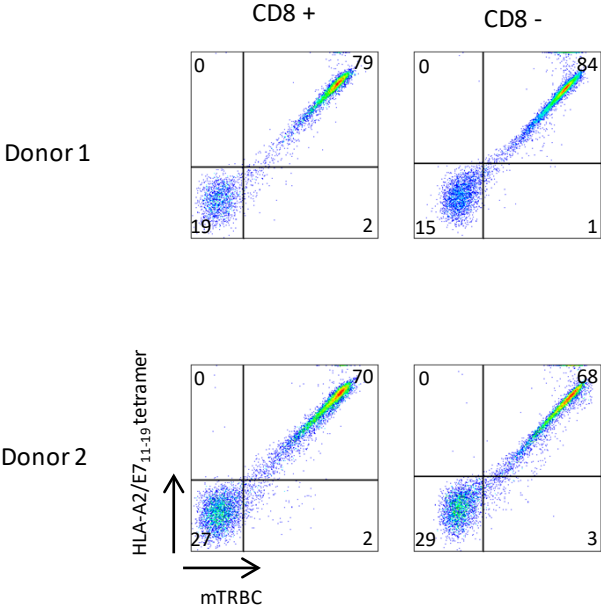 CD8 +
CD8 -
Donor 1
0
79
19
2
0
84
15
1
Donor 2
HLA-A2/E7₁₁₋₁₉ tetramer
0
70
27
2
0
68
29
3
mTRBC